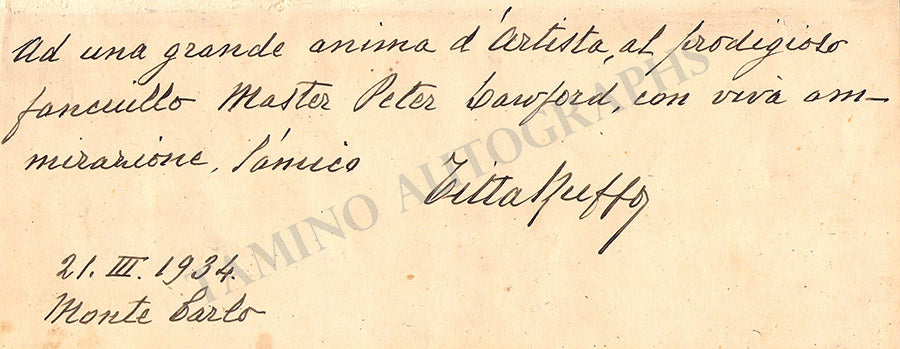 Ad una grande anima d'Artista, al prodigioso
fanciullo Master Peter Lawford, con viva am-
mirazione, l'amico
Titta Ruffo
21. III. 1934.
Monte Carlo
TAMINO AUTOGRAPHS